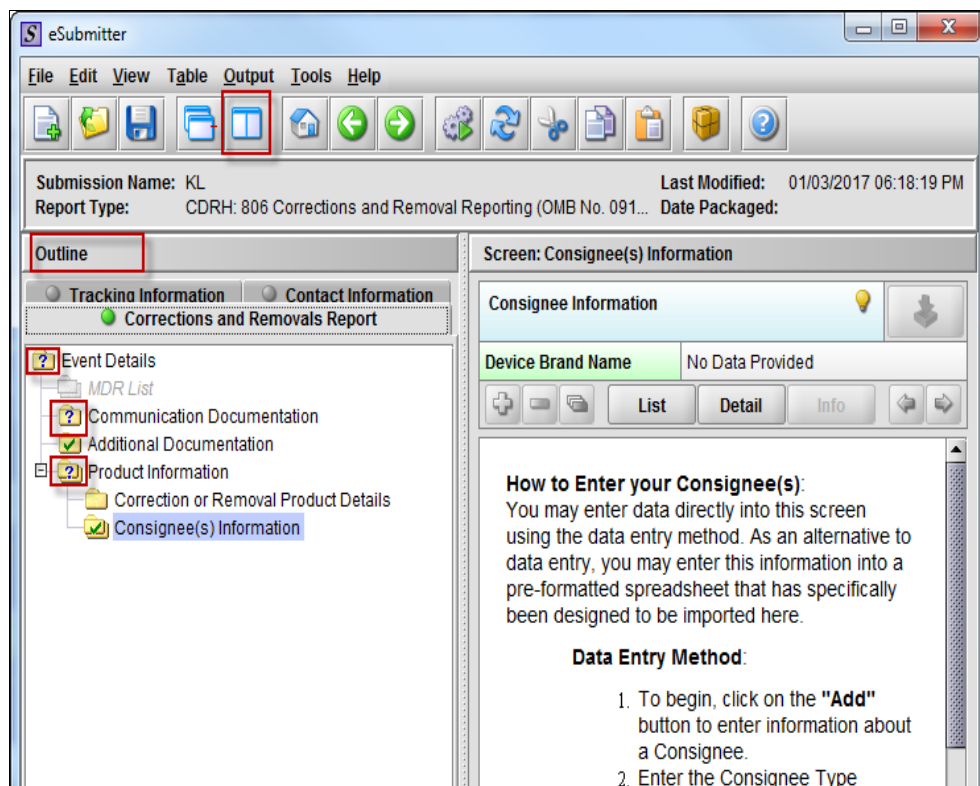 S eSubmitter
File Edit View Table Output Tools Help
Submission Name: KL Last Modified: 01/03/2017 06:18:19 PM
Report Type: CDRH: 806 Corrections and Removal Reporting (OMB No. 091... Date Packaged:
Outline
Tracking Information Contact Information
Corrections and Removals Report
Event Details
MDR List
Communication Documentation
Additional Documentation
Product Information
Correction or Removal Product Details
Consignee(s) Information
Screen: Consignee(s) Information
Consignee Information
Device Brand Name No Data Provided
List Detail Info
How to Enter your Consignee(s):
You may enter data directly into this screen
using the data entry method. As an alternative to
data entry, you may enter this information into a
pre-formatted spreadsheet that has specifically
been designed to be imported here.
Data Entry Method:
1. To begin, click on the "Add"
button to enter information about
a Consignee.
2. Enter the Consignee Type